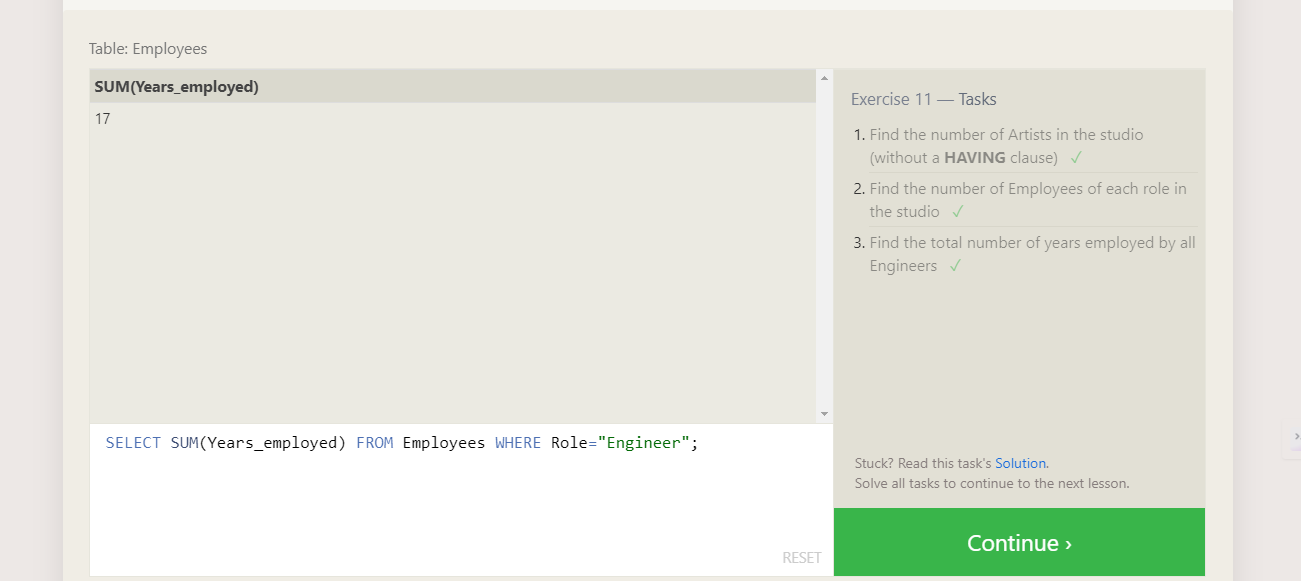 Table: Employees
SUM(Years_employed)
17
SELECT SUM(Years_employed) FROM Employees WHERE Role="Engineer";
RESET
Exercise 11 — Tasks
1. Find the number of Artists in the studio
(without a HAVING clause) ✓
2. Find the number of Employees of each role in
the studio ✓
3. Find the total number of years employed by all
Engineers ✓
Stuck? Read this task's Solution.
Solve all tasks to continue to the next lesson.
Continue ›